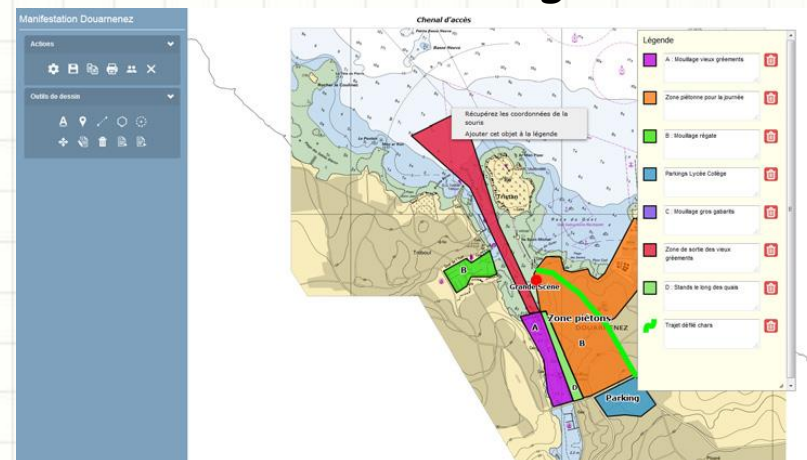 Manifestation Douarnenez
Actions
Outils de dessin
Chenal d'accès
Récupérez les coordonnées de la
souris
Ajouter cet objet à la légende
Tristan
Tréboul
B
Grande Scene
Zone piétons
DOUARNENEZ
A
B
D
Parking
Légende
A : Mouillage vieux gréements
Zone piétonne pour la journée
B : Mouillage régate
Parkings Lycée Collège
C : Mouillage gros gabarits
Zone de sortie des vieux
gréements
D : Stands le long des quais
Trajet défilé chars